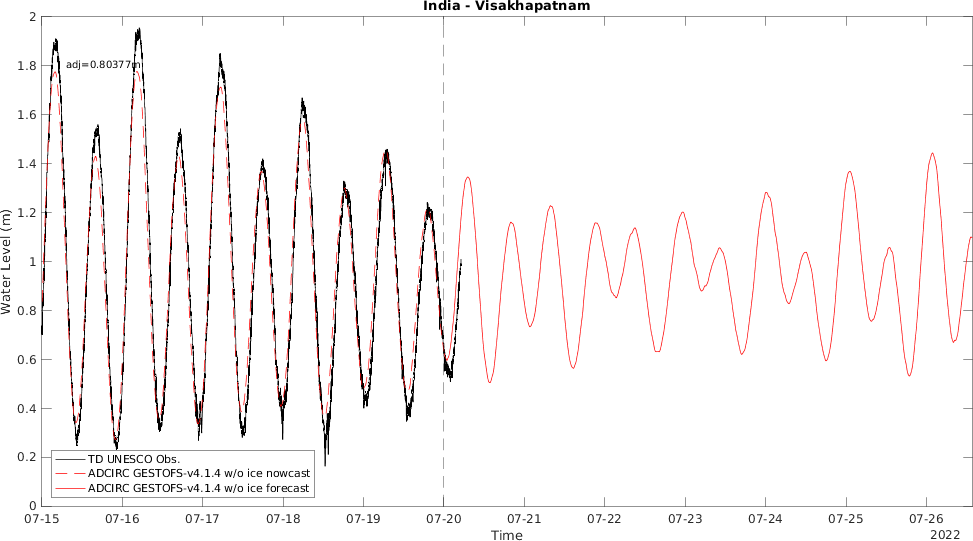 India - Visakhapatnam
adj=0.80377m
Water Level (m)
2
1.8
1.6
1.4
1.2
1
0.8
0.6
0.4
0.2
0
TD UNESCO Obs.
ADCIRC GESTOFS-v4.1.4 w/o ice nowcast
ADCIRC GESTOFS-v4.1.4 w/o ice forecast
07-15 07-16 07-17 07-18 07-19 07-20 07-21 07-22 07-23 07-24 07-25 07-26
Time
2022